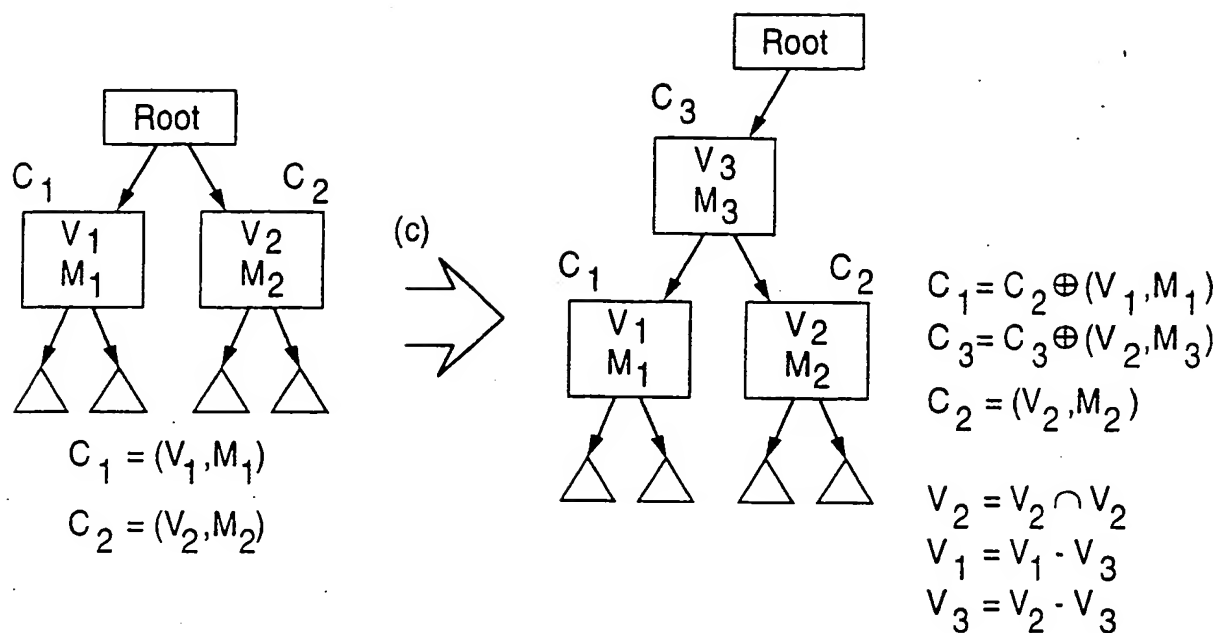 Root
C1 C2
V1
M1
V2
M2
C1 = (V1,M1)
C2 = (V2,M2)
(c)
Root
C3
V3
M3
C1 C2
V1
M1
V2
M2
C1 = C2 ⊕ (V1,M1)
C3 = C3 ⊕ (V2,M3)
C2 = (V2,M2)
V2 = V2 ∩ V2
V1 = V1 - V3
V3 = V2 - V3